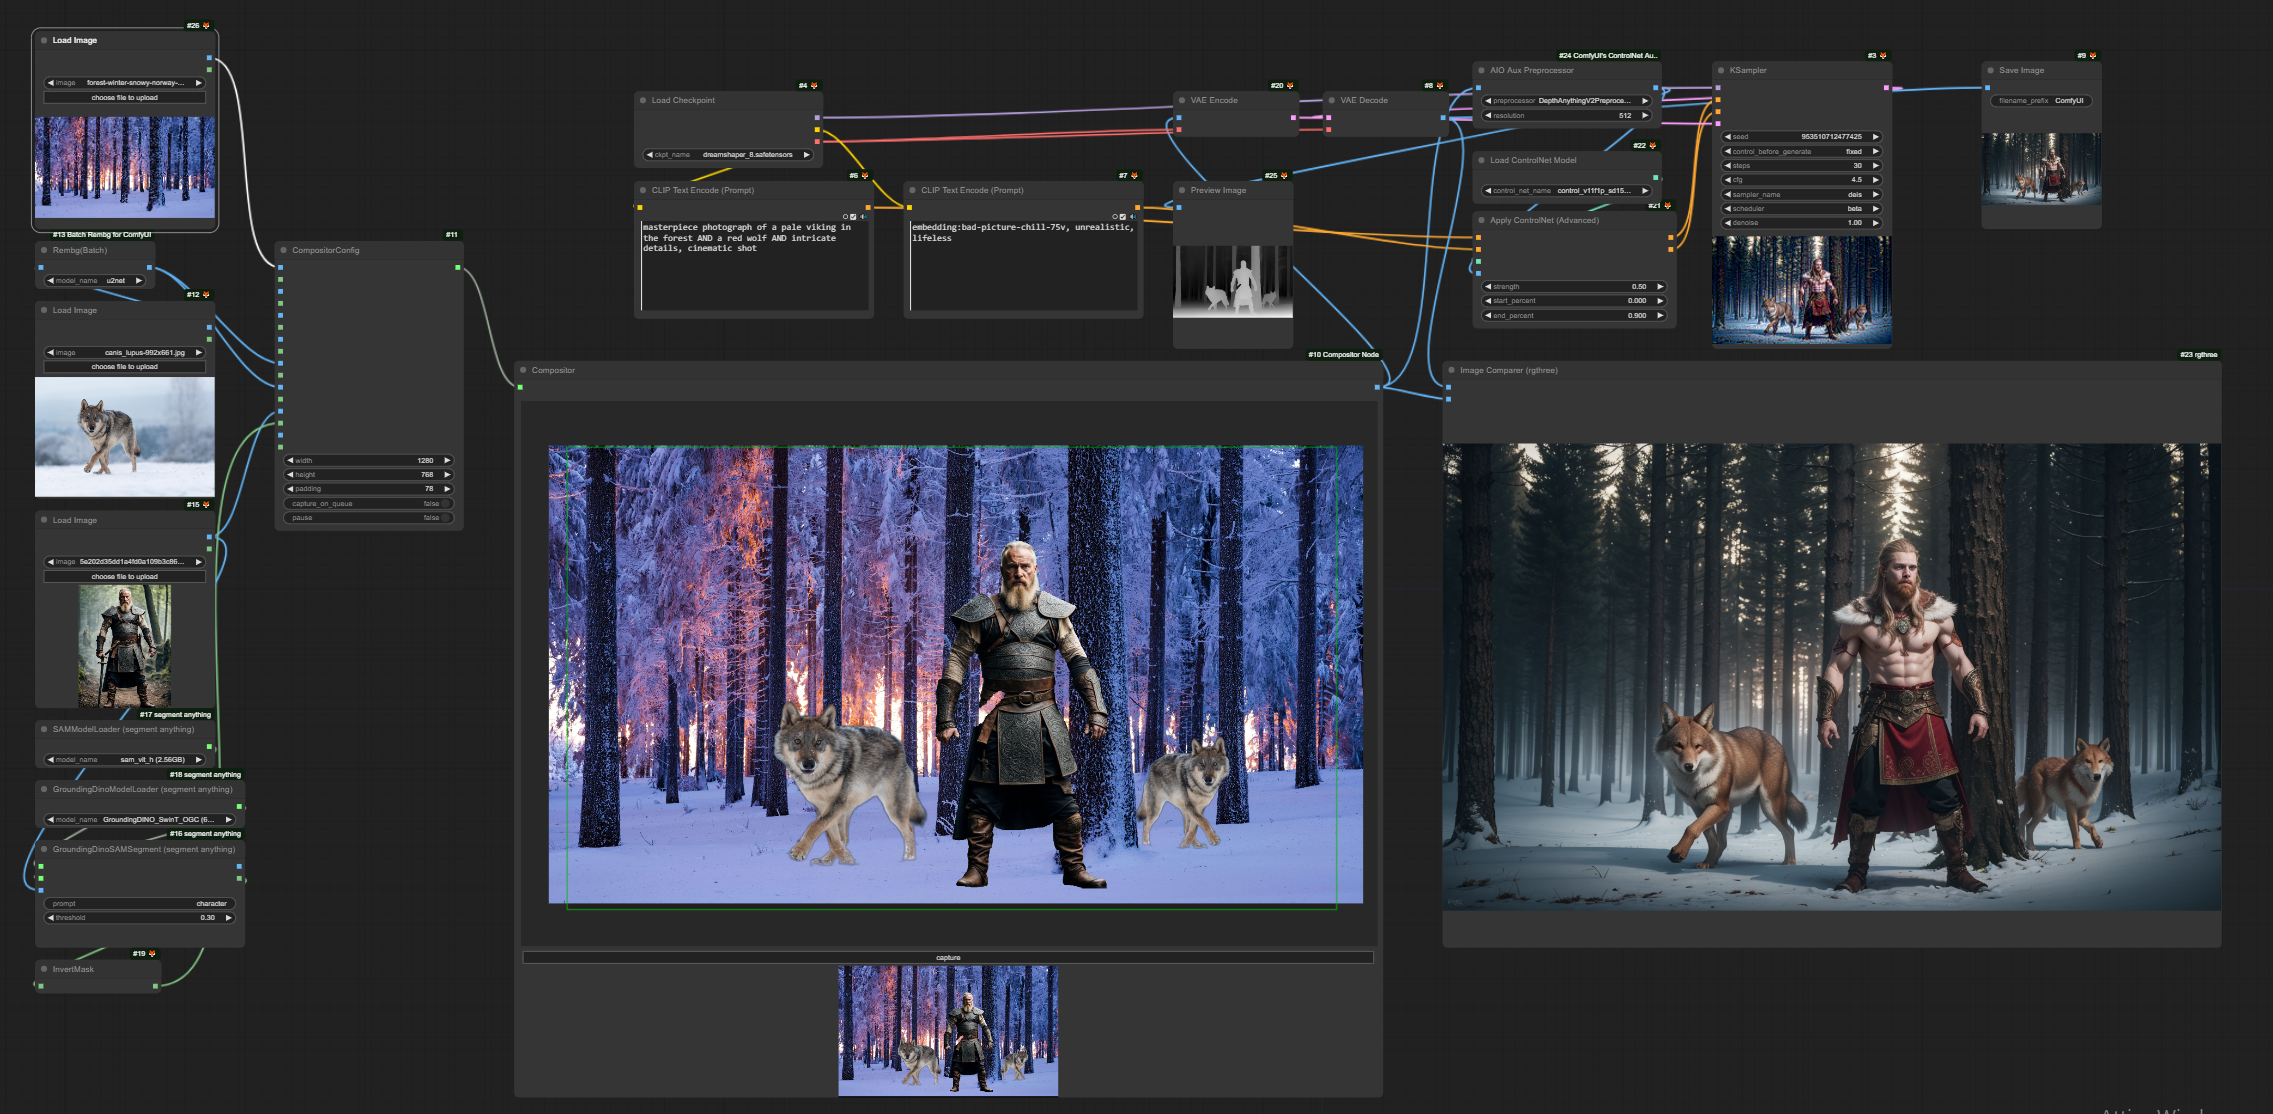 #26
Load Image
image forest-winter-snowy-norway-...
choose file to upload
#13 Batch Rembg for ComfyUI
Rembg(Batch)
model_name u2net
#12
Load Image
image canis_lupus-992x661.jpg
choose file to upload
#15
Load Image
image 5e202d35dd1a4fd0a109b3c86...
choose file to upload
#17 segment anything
SAMModelLoader (segment anything)
model_name sam_vit_h (2.56GB)
#18 segment anything
GroundingDinoModelLoader (segment anything)
model_name GroundingDINO_SwinT_OGC (6...
#16 segment anything
GroundingDinoSAMSegment (segment anything)
prompt character
threshold 0.30
#19
InvertMask
#11
CompositorConfig
width 1280
height 768
padding 78
capture_on_queue false
pause false
#4
Load Checkpoint
ckpt_name dreamshaper_8.safetensors
#6
CLIP Text Encode (Prompt)
masterpiece photograph of a pale viking in
the forest AND a red wolf AND intricate
details, cinematic shot
#7
CLIP Text Encode (Prompt)
embedding:bad-picture-chill-75v, unrealistic,
lifeless
#20
VAE Encode
#8
VAE Decode
#25
Preview Image
#24 ComfyUI's ControlNet Au..
AIO Aux Preprocessor
preprocessor DepthAnythingV2Preproce...
resolution 512
#22
Load ControlNet Model
control_net_name control_v11f1p_sd15...
#21
Apply ControlNet (Advanced)
strength 0.50
start_percent 0.000
end_percent 0.900
#3
KSampler
seed 953510712477425
control_before_generate fixed
steps 30
cfg 4.5
sampler_name deis
scheduler beta
denoise 1.00
#9
Save Image
filename_prefix ComfyUI
#10 Compositor Node
Compositor
capture
#23 rgthree
Image Comparer (rgthree)